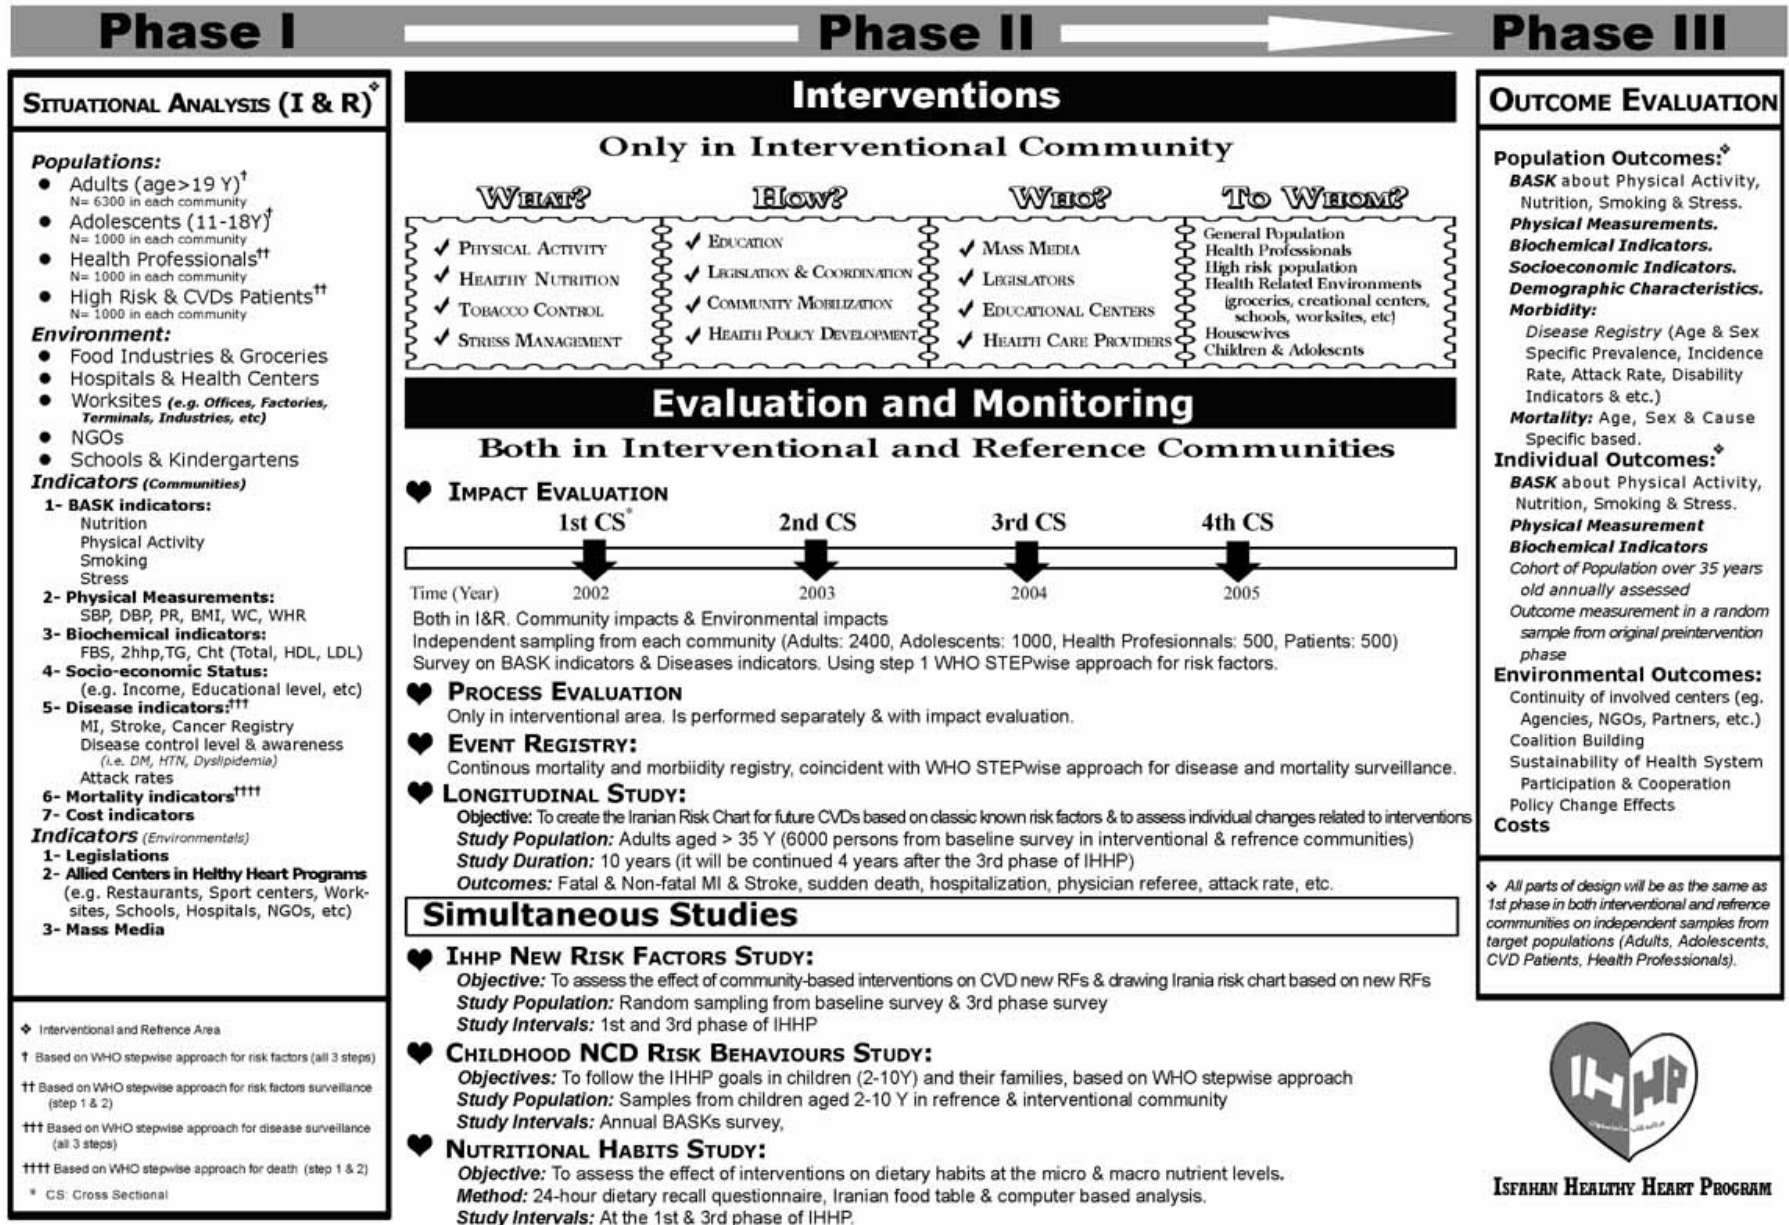 Phase I
Phase II
Phase III
SITUATIONAL ANALYSIS (I & R)❖
Populations:
● Adults (age>19 Y)†
N= 6300 in each community
● Adolescents (11-18Y)†
N= 1000 in each community
● Health Professionals††
N= 1000 in each community
● High Risk & CVDs Patients††
N= 1000 in each community
Environment:
● Food Industries & Groceries
● Hospitals & Health Centers
● Worksites (e.g. Offices, Factories,
Terminals, Industries, etc)
● NGOs
● Schools & Kindergartens
Indicators (Communities)
1- BASK indicators:
Nutrition
Physical Activity
Smoking
Stress
2- Physical Measurements:
SBP, DBP, PR, BMI, WC, WHR
3- Biochemical indicators:
FBS, 2hhp,TG, Cht (Total, HDL, LDL)
4- Socio-economic Status:
(e.g. Income, Educational level, etc)
5- Disease indicators:†††
MI, Stroke, Cancer Registry
Disease control level & awareness
(i.e. DM, HTN, Dyslipidemia)
Attack rates
6- Mortality indicators††††
7- Cost indicators
Indicators (Environmentals)
1- Legislations
2- Allied Centers in Helthy Heart Programs
(e.g. Restaurants, Sport centers, Work-
sites, Schools, Hospitals, NGOs, etc)
3- Mass Media
❖ Interventional and Refrence Area
† Based on WHO stepwise approach for risk factors (all 3 steps)
†† Based on WHO stepwise approach for risk factors surveillance
(step 1 & 2)
††† Based on WHO stepwise approach for disease surveillance
(all 3 steps)
†††† Based on WHO stepwise approach for death (step 1 & 2)
* CS: Cross Sectional
Interventions
Only in Interventional Community
WHAT?
✓ PHYSICAL ACTIVITY
✓ HEALTHY NUTRITION
✓ TOBACCO CONTROL
✓ STRESS MANAGEMENT
HOW?
✓ EDUCATION
✓ LEGISLATION & COORDINATION
✓ COMMUNITY MOBILIZATION
✓ HEALTH POLICY DEVELOPMENT
WHO?
✓ MASS MEDIA
✓ LEGISLATORS
✓ EDUCATIONAL CENTERS
✓ HEALTH CARE PROVIDERS
TO WHOM?
General Population
Health Professionals
High risk population
Health Related Environments
(groceries, creational centers,
schools, worksites, etc)
Housewives
Children & Adolescnts
Evaluation and Monitoring
Both in Interventional and Reference Communities
♥ IMPACT EVALUATION
1st CS* 2nd CS 3rd CS 4th CS
Time (Year) 2002 2003 2004 2005
Both in I&R. Community impacts & Environmental impacts
Independent sampling from each community (Adults: 2400, Adolescents: 1000, Health Profesionnals: 500, Patients: 500)
Survey on BASK indicators & Diseases indicators. Using step 1 WHO STEPwise approach for risk factors.
♥ PROCESS EVALUATION
Only in interventional area. Is performed separately & with impact evaluation.
♥ EVENT REGISTRY:
Continous mortality and morbiidity registry, coincident with WHO STEPwise approach for disease and mortality surveillance.
♥ LONGITUDINAL STUDY:
Objective: To create the Iranian Risk Chart for future CVDs based on classic known risk factors & to assess individual changes related to interventions
Study Population: Adults aged > 35 Y (6000 persons from baseline survey in interventional & refrence communities)
Study Duration: 10 years (it will be continued 4 years after the 3rd phase of IHHP)
Outcomes: Fatal & Non-fatal MI & Stroke, sudden death, hospitalization, physician referee, attack rate, etc.
Simultaneous Studies
♥ IHHP NEW RISK FACTORS STUDY:
Objective: To assess the effect of community-based interventions on CVD new RFs & drawing Irania risk chart based on new RFs
Study Population: Random sampling from baseline survey & 3rd phase survey
Study Intervals: 1st and 3rd phase of IHHP
♥ CHILDHOOD NCD RISK BEHAVIOURS STUDY:
Objectives: To follow the IHHP goals in children (2-10Y) and their families, based on WHO stepwise approach
Study Population: Samples from children aged 2-10 Y in refrence & interventional community
Study Intervals: Annual BASKs survey,
♥ NUTRITIONAL HABITS STUDY:
Objective: To assess the effect of interventions on dietary habits at the micro & macro nutrient levels.
Method: 24-hour dietary recall questionnaire, Iranian food table & computer based analysis.
Study Intervals: At the 1st & 3rd phase of IHHP.
OUTCOME EVALUATION
Population Outcomes:❖
BASK about Physical Activity,
Nutrition, Smoking & Stress.
Physical Measurements.
Biochemical Indicators.
Socioeconomic Indicators.
Demographic Characteristics.
Morbidity:
Disease Registry (Age & Sex
Specific Prevalence, Incidence
Rate, Attack Rate, Disability
Indicators & etc.)
Mortality: Age, Sex & Cause
Specific based.
Individual Outcomes:❖
BASK about Physical Activity,
Nutrition, Smoking & Stress.
Physical Measurement
Biochemical Indicators
Cohort of Population over 35 years
old annually assessed
Outcome measurement in a random
sample from original preintervention
phase
Environmental Outcomes:
Continuity of involved centers (eg.
Agencies, NGOs, Partners, etc.)
Coalition Building
Sustainability of Health System
Participation & Cooperation
Policy Change Effects
Costs
❖ All parts of design will be as the same as
1st phase in both interventional and refrence
communities on independent samples from
target populations (Adults, Adolescents,
CVD Patients, Health Professionals).
IHHP
ISFAHAN HEALTHY HEART PROGRAM